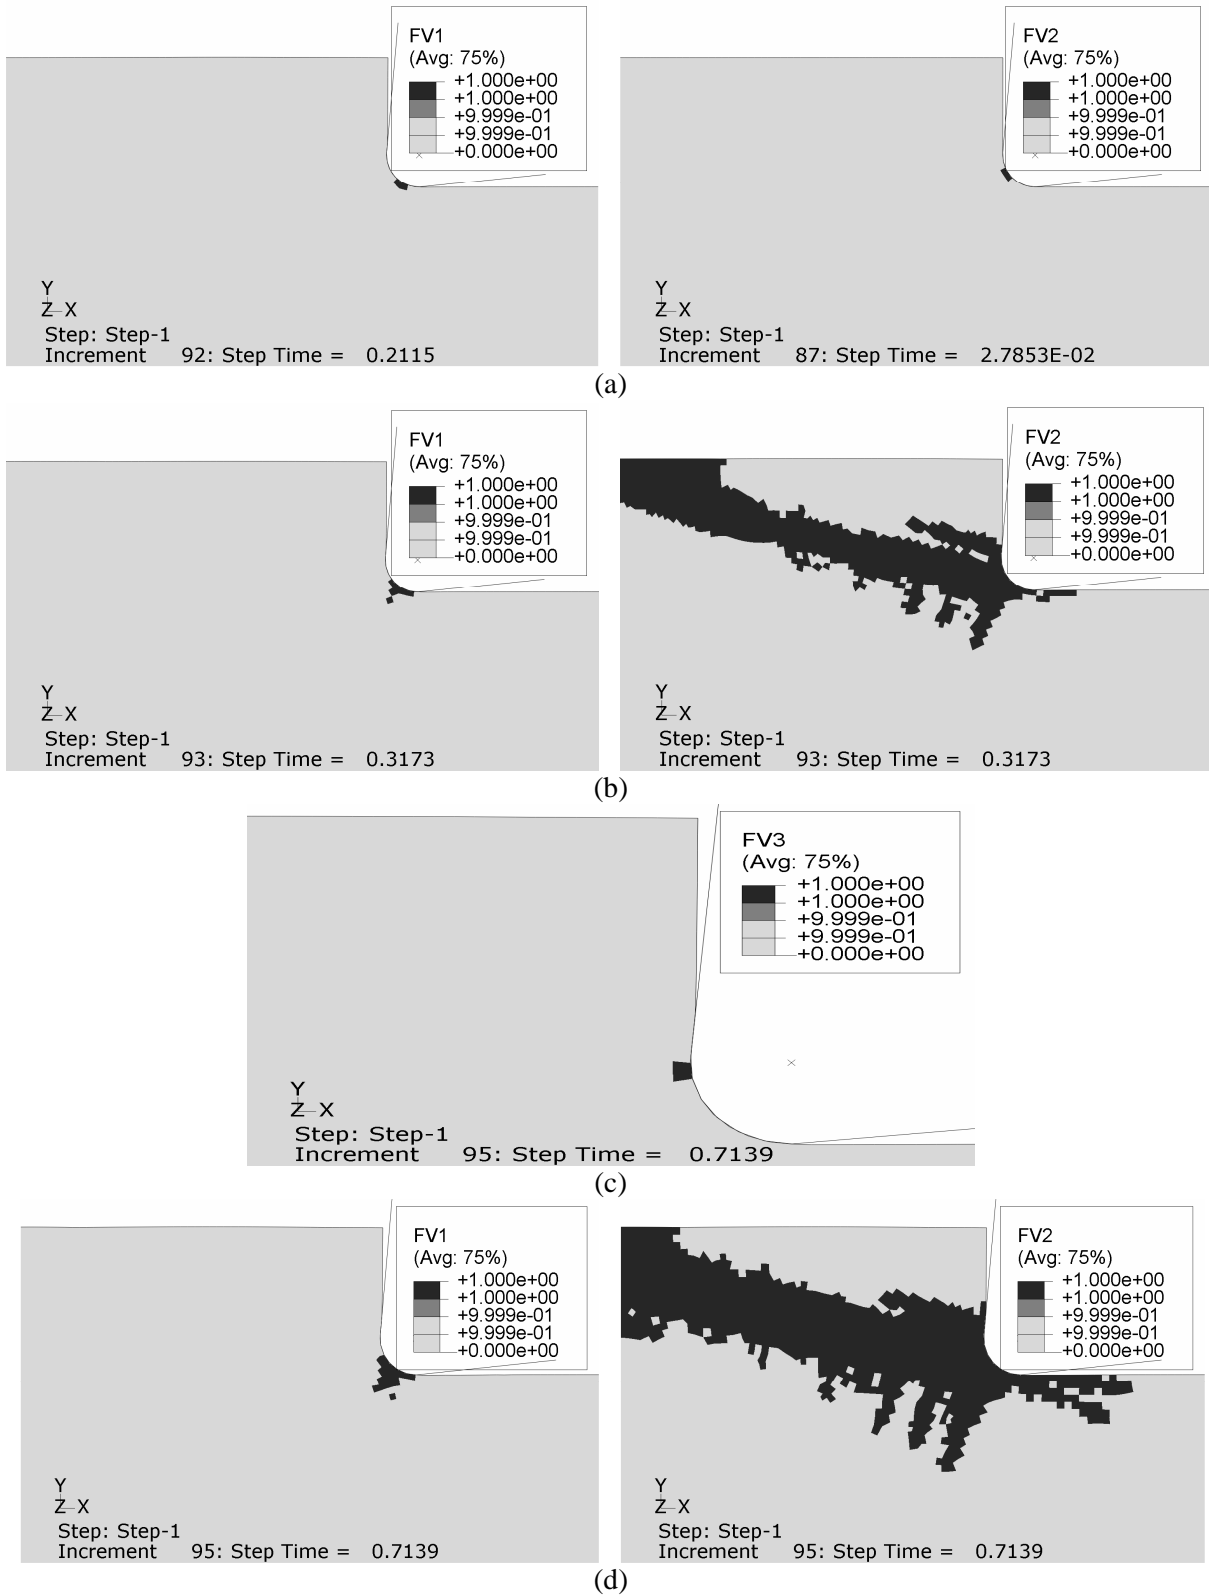 FV1
(Avg: 75%)
+1.000e+00
+1.000e+00
+9.999e-01
+9.999e-01
+0.000e+00
Y
Z X
Step: Step-1
Increment 92: Step Time = 0.2115
FV2
(Avg: 75%)
+1.000e+00
+1.000e+00
+9.999e-01
+9.999e-01
+0.000e+00
Y
Z X
Step: Step-1
Increment 87: Step Time = 2.7853E-02
(a)
FV1
(Avg: 75%)
+1.000e+00
+1.000e+00
+9.999e-01
+9.999e-01
+0.000e+00
Y
Z X
Step: Step-1
Increment 93: Step Time = 0.3173
FV2
(Avg: 75%)
+1.000e+00
+1.000e+00
+9.999e-01
+9.999e-01
+0.000e+00
Y
Z X
Step: Step-1
Increment 93: Step Time = 0.3173
(b)
FV3
(Avg: 75%)
+1.000e+00
+1.000e+00
+9.999e-01
+9.999e-01
+0.000e+00
Y
Z X
Step: Step-1
Increment 95: Step Time = 0.7139
(c)
FV1
(Avg: 75%)
+1.000e+00
+1.000e+00
+9.999e-01
+9.999e-01
+0.000e+00
Y
Z X
Step: Step-1
Increment 95: Step Time = 0.7139
FV2
(Avg: 75%)
+1.000e+00
+1.000e+00
+9.999e-01
+9.999e-01
+0.000e+00
Y
Z X
Step: Step-1
Increment 95: Step Time = 0.7139
(d)